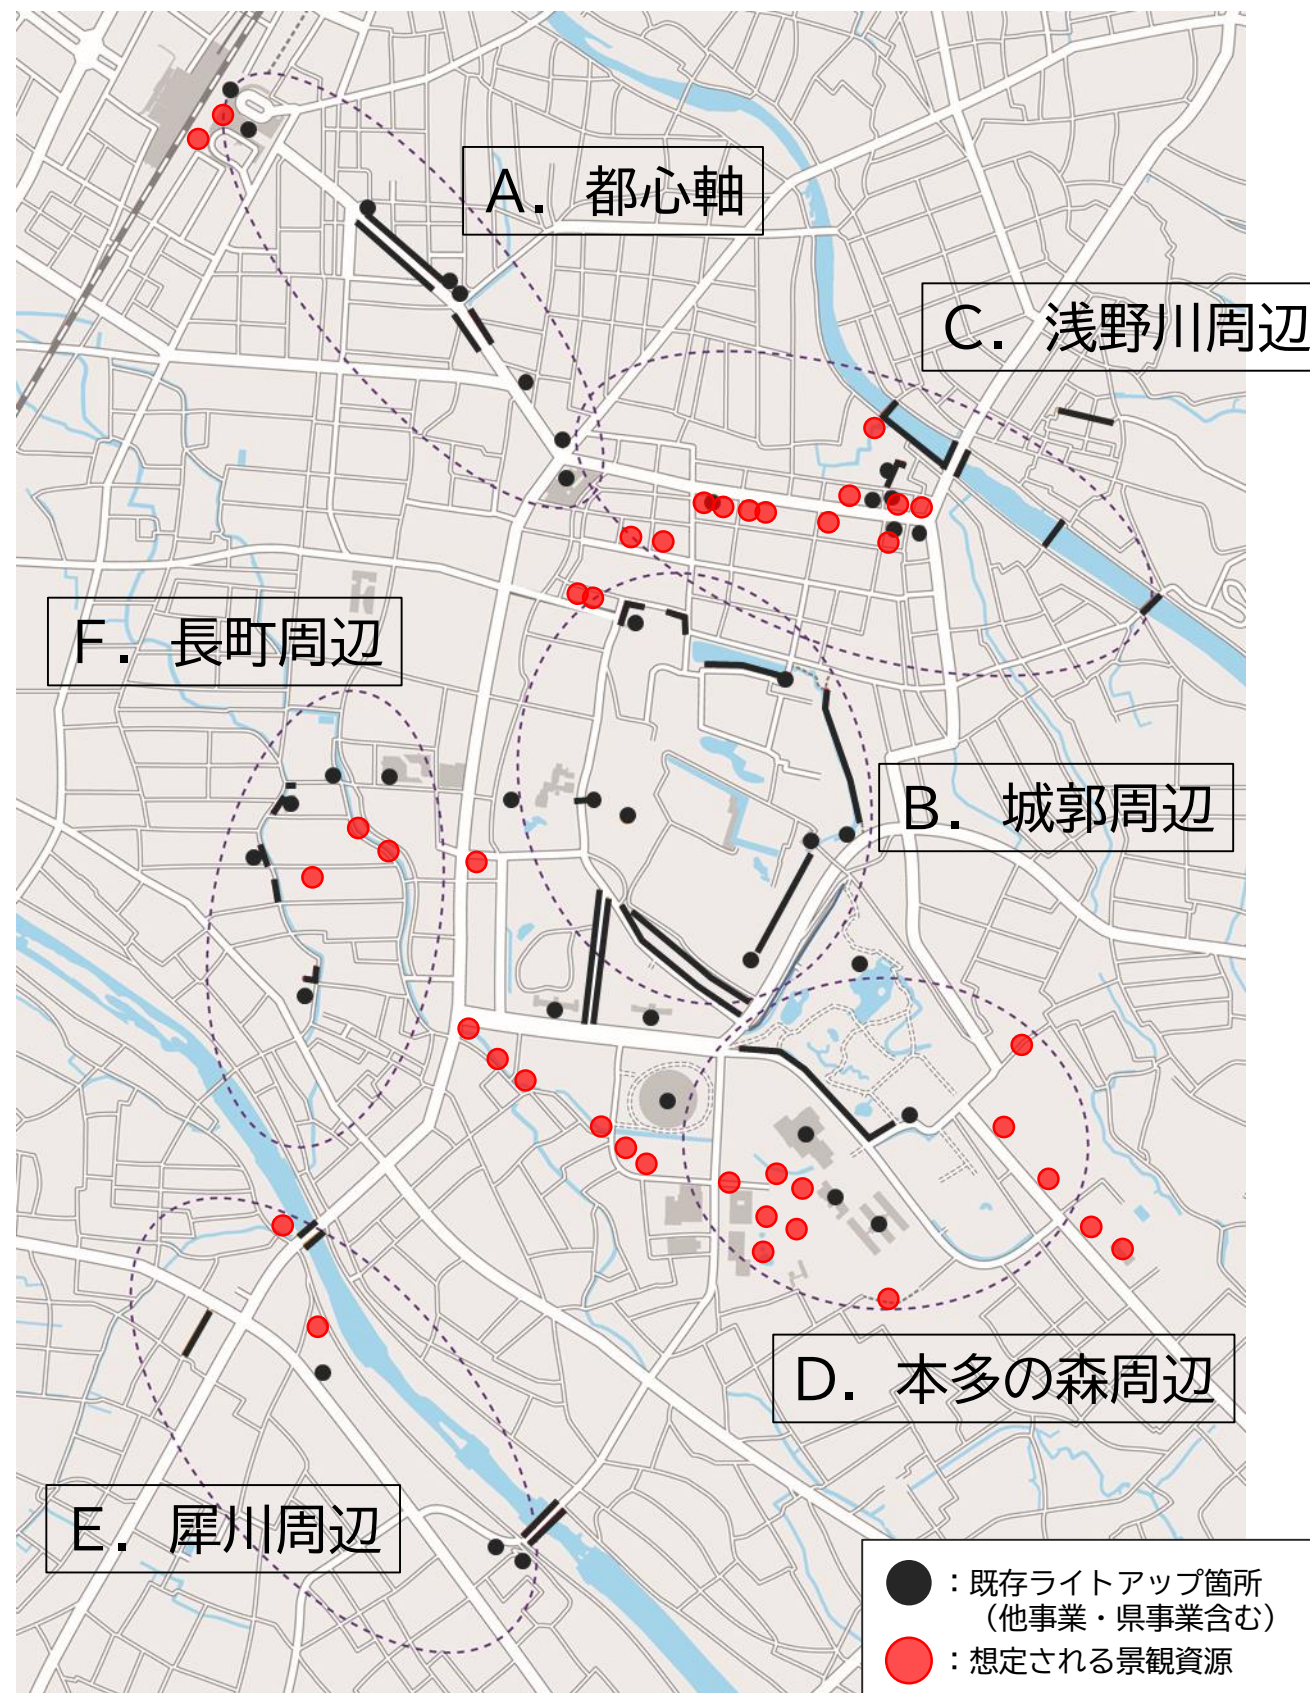 A. 都心軸
C. 浅野川周辺
F. 長町周辺
B. 城郭周辺
D. 本多の森周辺
E. 犀川周辺
：既存ライトアップ箇所
（他事業・県事業含む）
：想定される景観資源